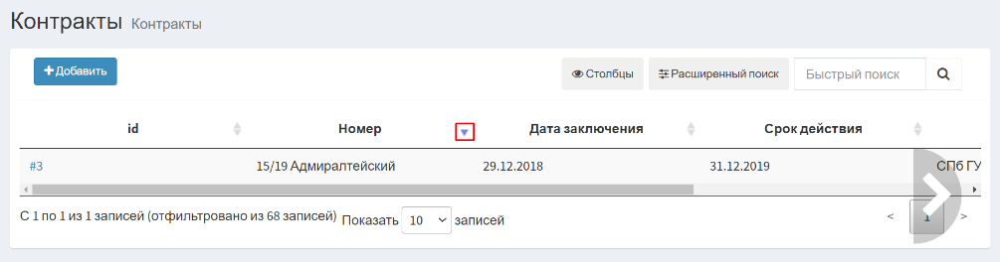 Контракты Контракты
Добавить Столбцы Расширенный поиск Быстрый поиск
id Номер Дата заключения Срок действия
#3 15/19 Адмиралтейский 29.12.2018 31.12.2019 СПб ГУ
С 1 по 1 из 1 записей (отфильтровано из 68 записей) Показать 10 записей < 1 >